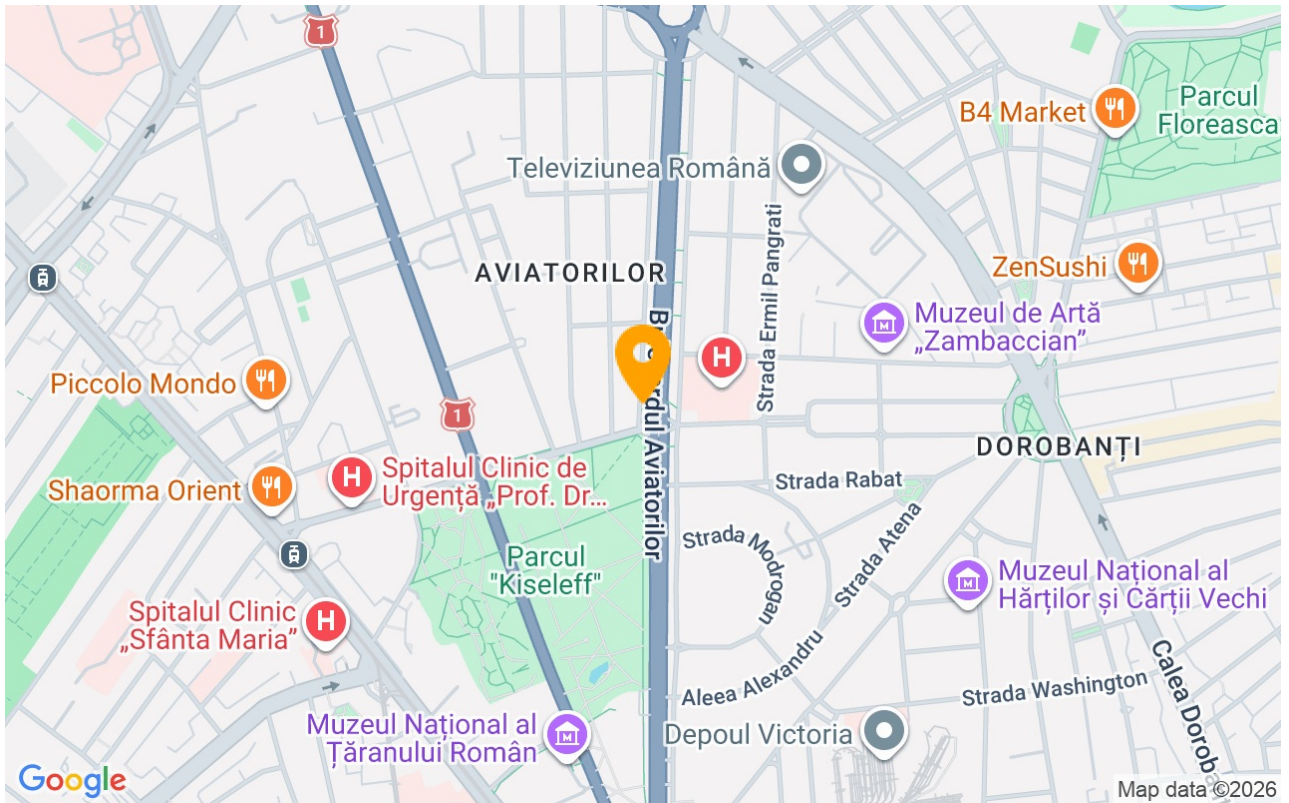 1
B4 Market
Parcul
Floreasca
Televiziunea Română
Strada Ermil Pangrati
AVIATORILOR
ZenSushi
Muzeul de Artă
„Zambaccian”
H
Piccolo Mondo
1
Bulevardul Aviatorilor
DOROBANȚI
Shaorma Orient
H
Spitalul Clinic de
Urgență „Prof. Dr...
Strada Rabat
Strada Modrogan
Strada Atena
Parcul
"Kiseleff"
Muzeul Național al
Hărților și Cărții Vechi
Spitalul Clinic
„Sfânta Maria”
H
Aleea Alexandru
Strada Washington
Calea Dorob
Muzeul Național al
Țăranului Român
Depoul Victoria
Google
Map data ©2026